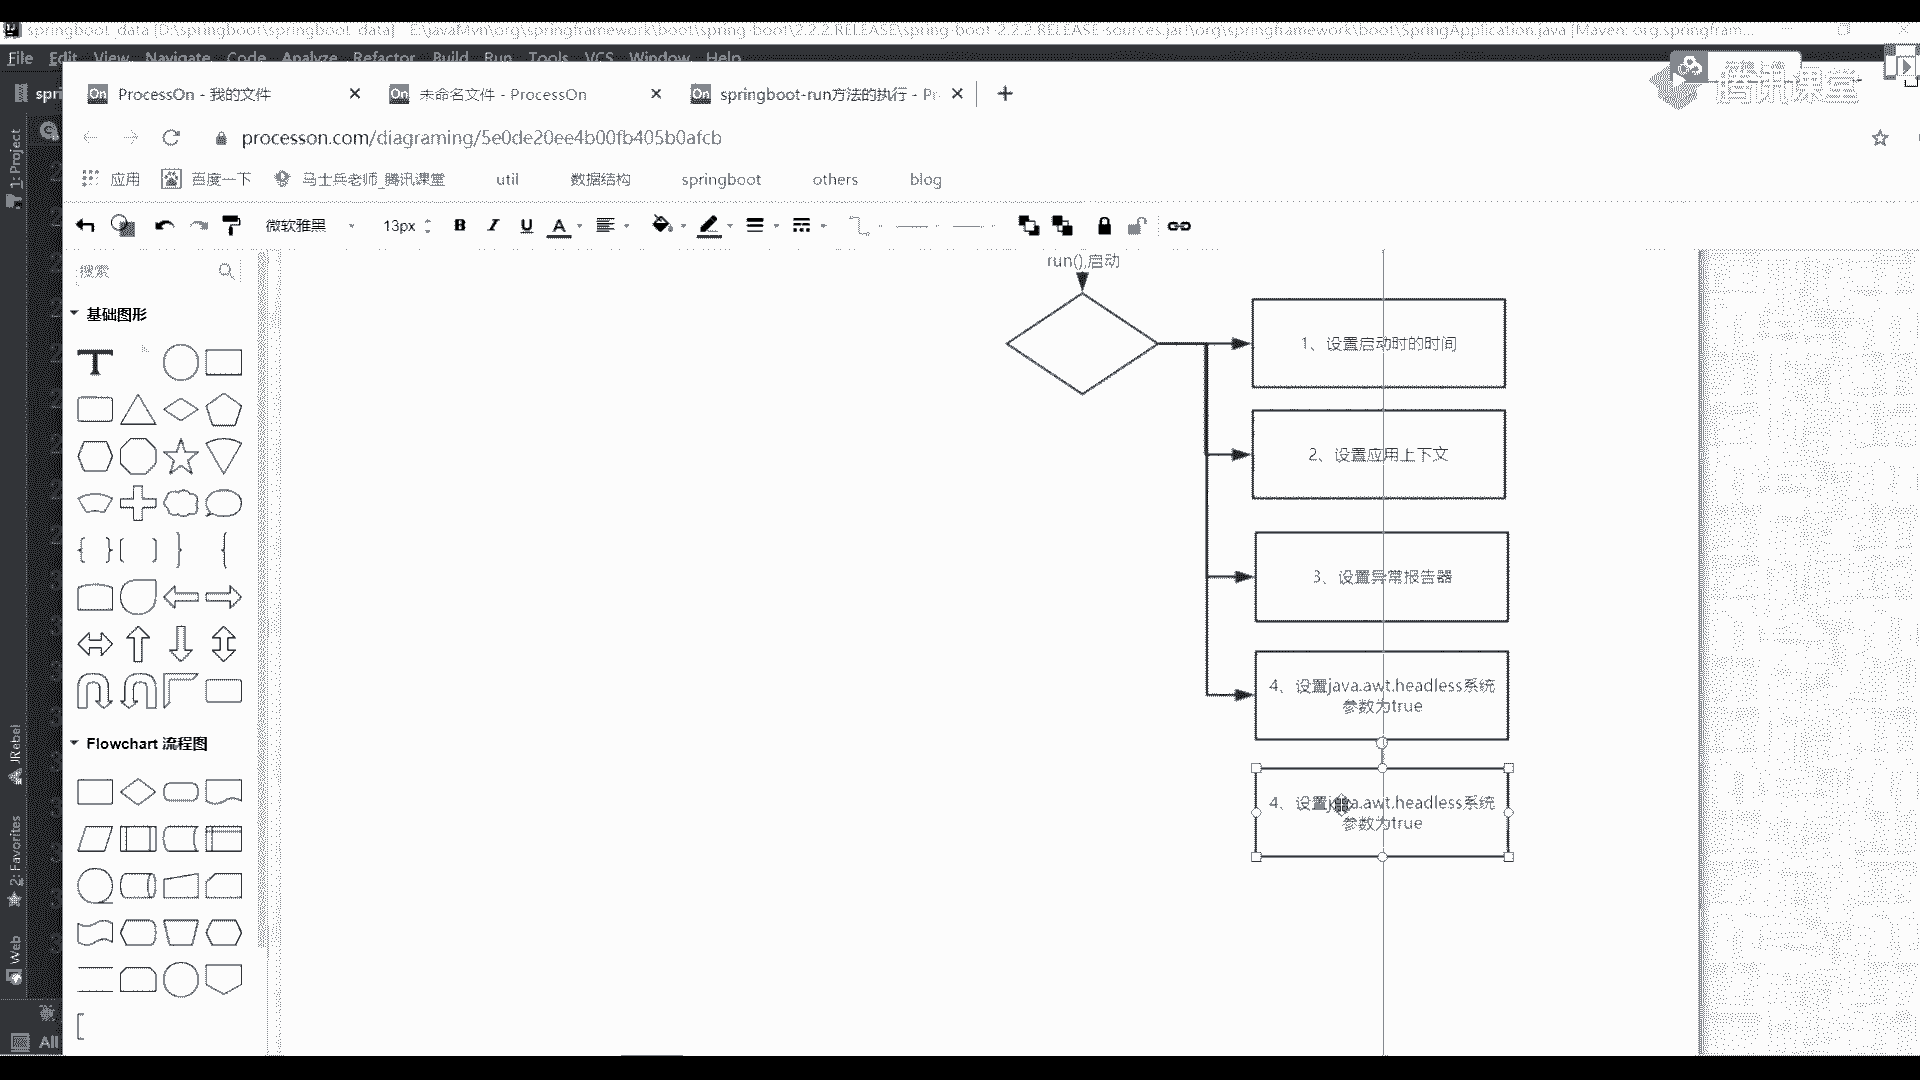 springboot_data [D:\springboot\springboot_data] - E:\javaMvn\org\springframework\boot\spring-boot\2.2.2.RELEASE\spring-boot-2.2.2.RELEASE-sources.jar!\org\springframework\boot\SpringApplication.java [Maven: org.springfram...
File Edit View Navigate Code Analyze Refactor Build Run Tools VCS Window Help
spri
On ProcessOn - 我的文件
On 未命名文件 - ProcessOn
On springboot-run方法的执行 - Pr
腾讯课堂
processon.com/diagraming/5e0de20ee4b00fb405b0afcb
应用 百度一下 马士兵老师_腾讯课堂 util 数据结构 springboot others blog
微软雅黑 13px B I U A
搜索
基础图形
T
Flowchart 流程图
1: Project
JRebel
2: Favorites
Web
All
run(),启动
1、设置启动时的时间
2、设置应用上下文
3、设置异常报告器
4、设置java.awt.headless系统
参数为true
4、设置java.awt.headless系统
参数为true